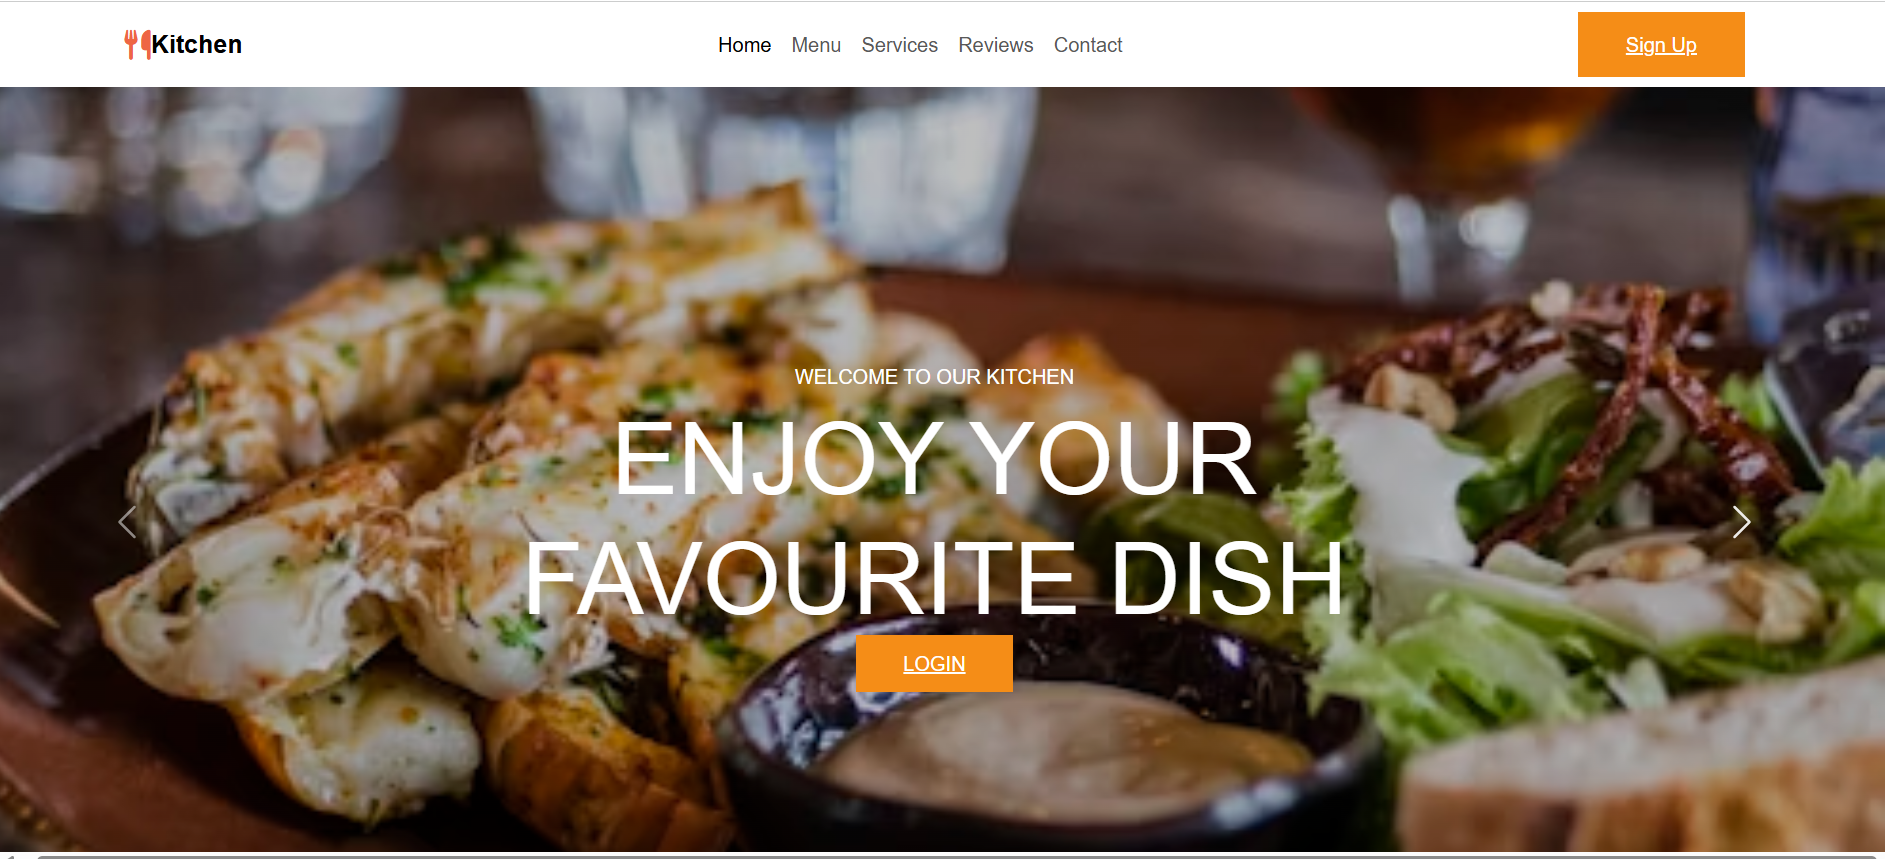 Kitchen
Home Menu Services Reviews Contact
Sign Up
WELCOME TO OUR KITCHEN
ENJOY YOUR
FAVOURITE DISH
LOGIN